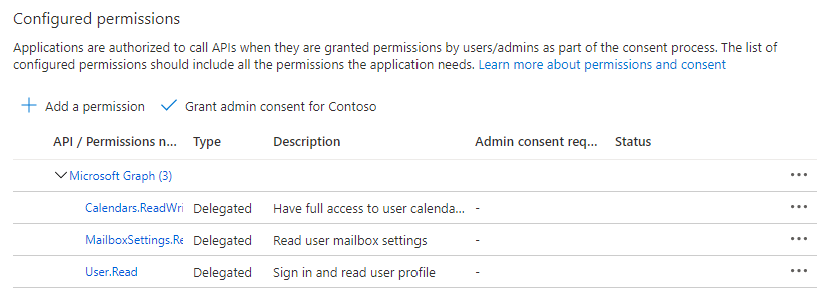 Configured permissions
Applications are authorized to call APIs when they are granted permissions by users/admins as part of the consent process. The list of
configured permissions should include all the permissions the application needs. Learn more about permissions and consent
Add a permission Grant admin consent for Contoso
API / Permissions n... Type Description Admin consent req... Status
Microsoft Graph (3) ...
Calendars.ReadWri Delegated Have full access to user calenda... - ...
MailboxSettings.Re Delegated Read user mailbox settings - ...
User.Read Delegated Sign in and read user profile - ...